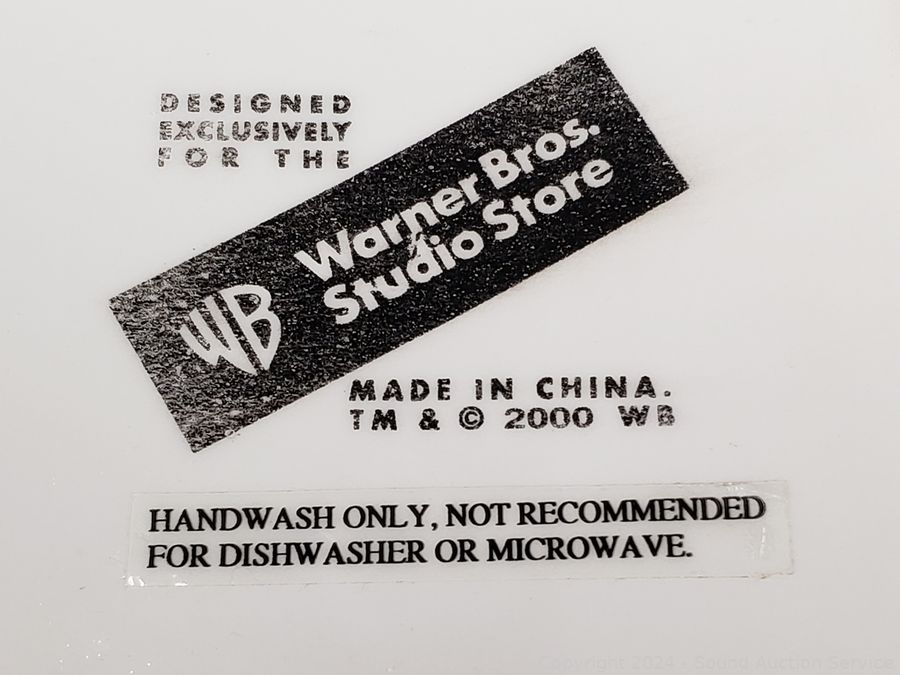 DESIGNED
EXCLUSIVELY
FOR THE
Warner Bros.
Studio Store
WB
MADE IN CHINA.
TM & © 2000 WB
HANDWASH ONLY, NOT RECOMMENDED
FOR DISHWASHER OR MICROWAVE.
Copyright 2024 - Sound Auction Service